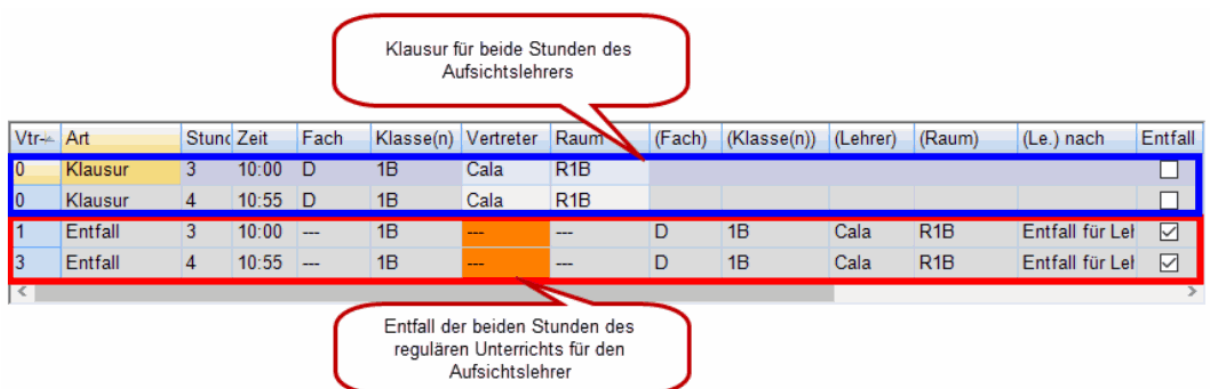 Klausur für beide Stunden des
Aufsichtslehrers
Vtr- Art Stund Zeit Fach Klasse(n) Vertreter Raum (Fach) (Klasse(n)) (Lehrer) (Raum) (Le.) nach Entfall
0 Klausur 3 10:00 D 1B Cala R1B
0 Klausur 4 10:55 D 1B Cala R1B
1 Entfall 3 10:00 --- 1B --- --- D 1B Cala R1B Entfall für Leh
3 Entfall 4 10:55 --- 1B --- --- D 1B Cala R1B Entfall für Leh
Entfall der beiden Stunden des
regulären Unterrichts für den
Aufsichtslehrer